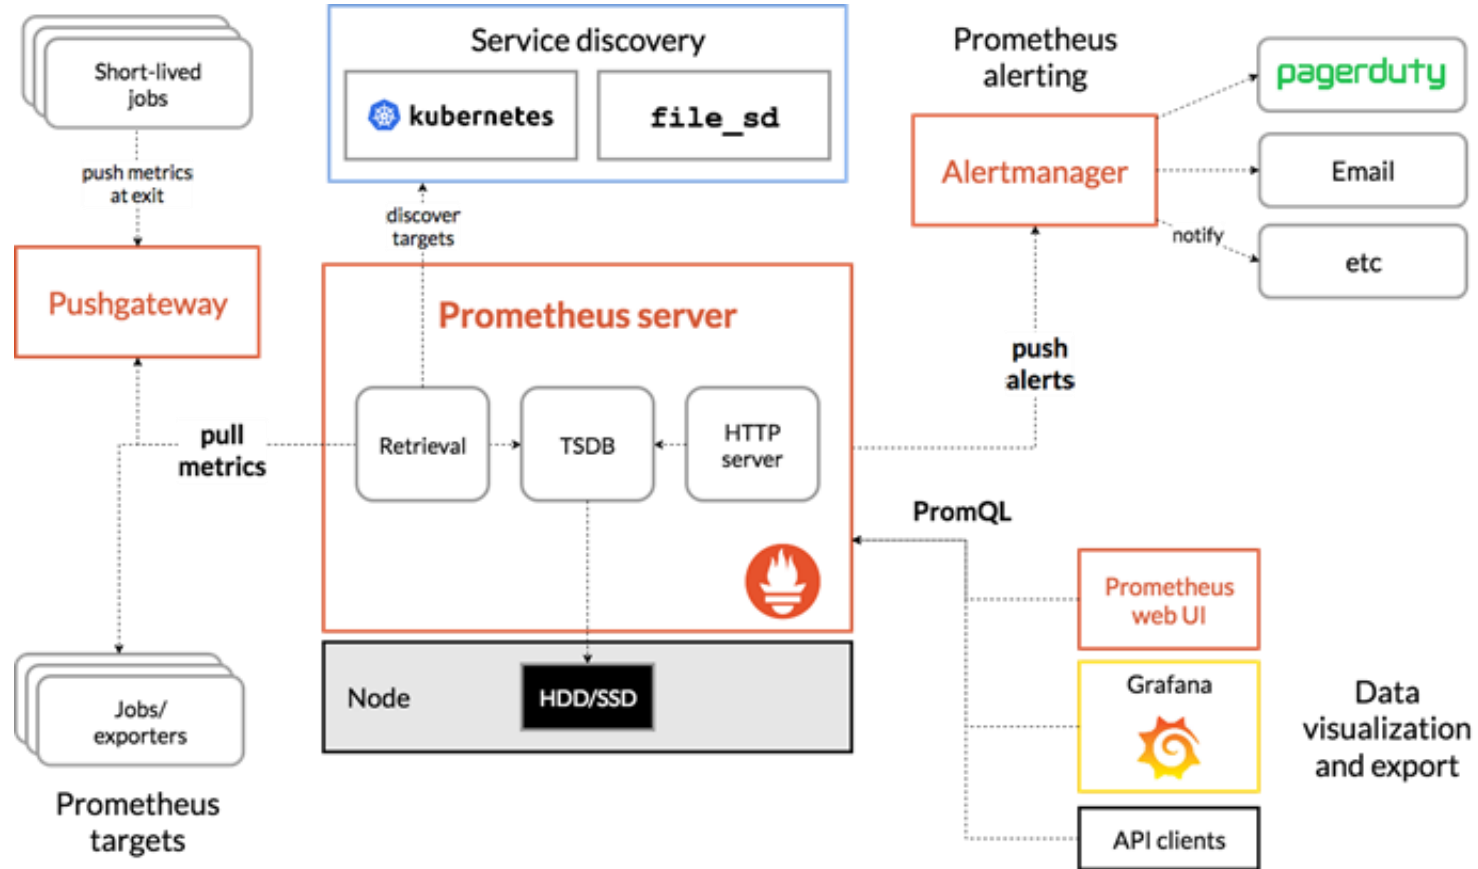 Short-lived
jobs
push metrics
at exit
Pushgateway
pull
metrics
Jobs/
exporters
Prometheus
targets
Service discovery
kubernetes
file_sd
discover
targets
Prometheus server
Retrieval
TSDB
HTTP
server
Node
HDD/SSD
Prometheus
alerting
Alertmanager
pagerduty
Email
notify
etc
push
alerts
PromQL
Prometheus
web UI
Grafana
API clients
Data
visualization
and export